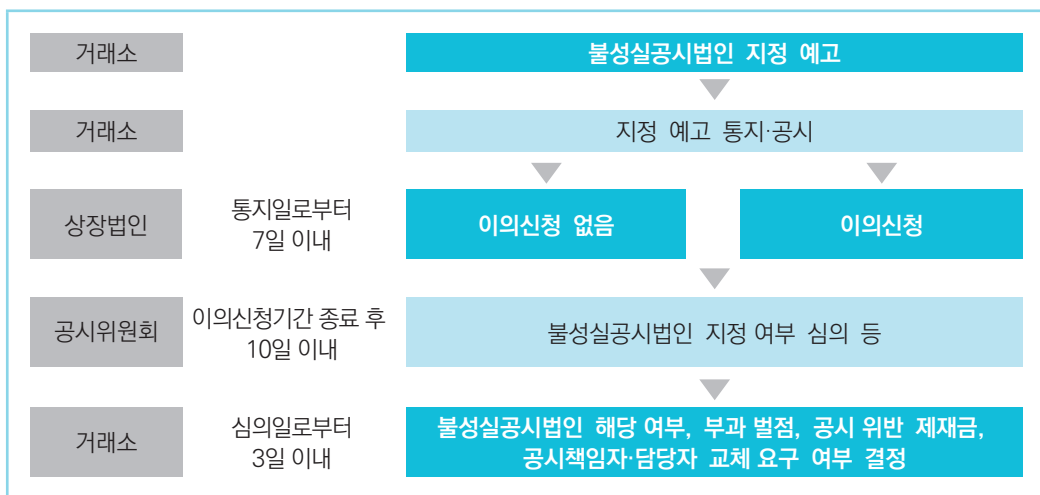 거래소
불성실공시법인 지정 예고
거래소
지정 예고 통지·공시
상장법인
통지일로부터
7일 이내
이의신청 없음
이의신청
공시위원회
이의신청기간 종료 후
10일 이내
불성실공시법인 지정 여부 심의 등
거래소
심의일로부터
3일 이내
불성실공시법인 해당 여부, 부과 벌점, 공시 위반 제재금,
공시책임자·담당자 교체 요구 여부 결정